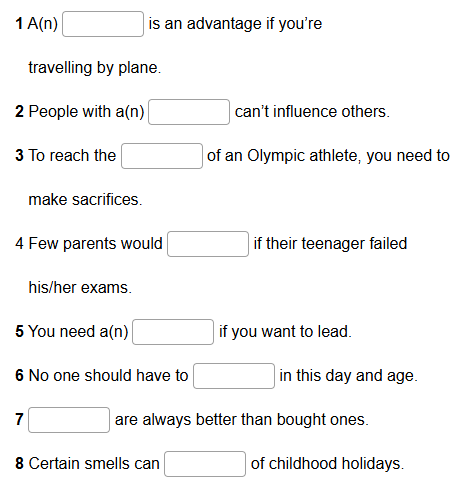 1 A(n) is an advantage if you're
travelling by plane.
2 People with a(n) can't influence others.
3 To reach the of an Olympic athlete, you need to
make sacrifices.
4 Few parents would if their teenager failed
his/her exams.
5 You need a(n) if you want to lead.
6 No one should have to in this day and age.
7 are always better than bought ones.
8 Certain smells can of childhood holidays.